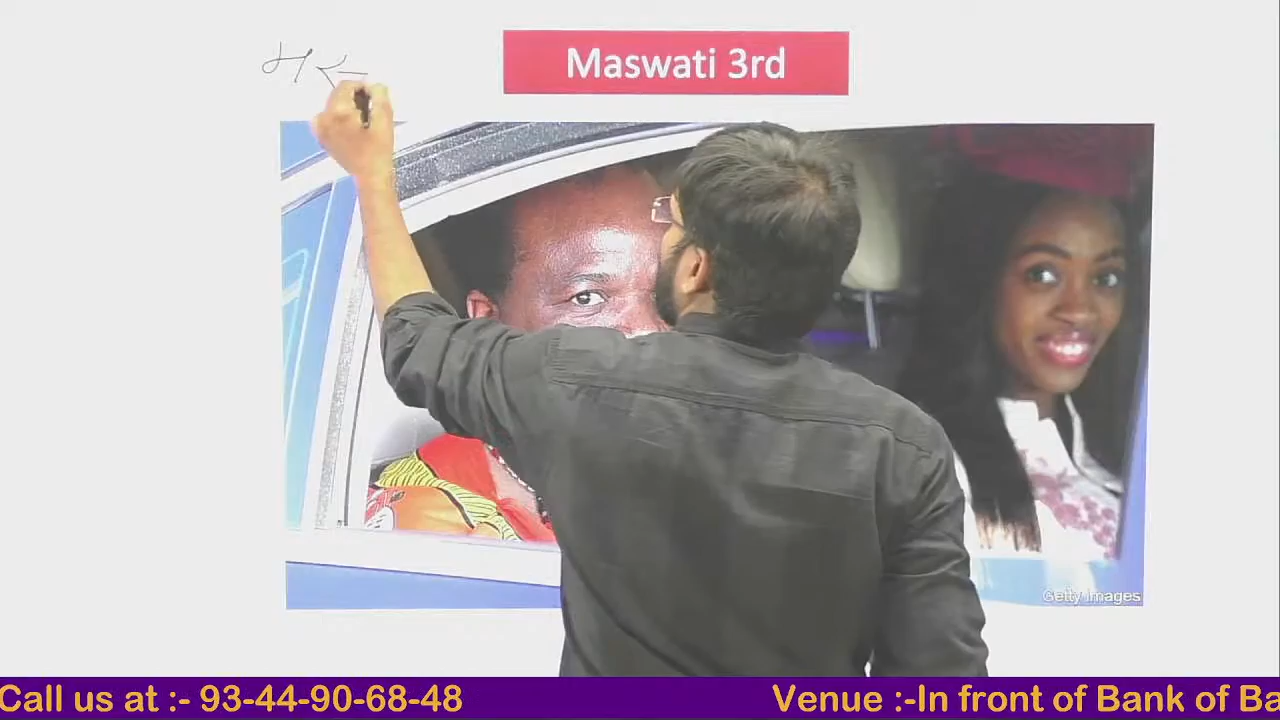 Maswati 3rd
Getty Images
Call us at :- 93-44-90-68-48 Venue :-In front of Bank of Ba